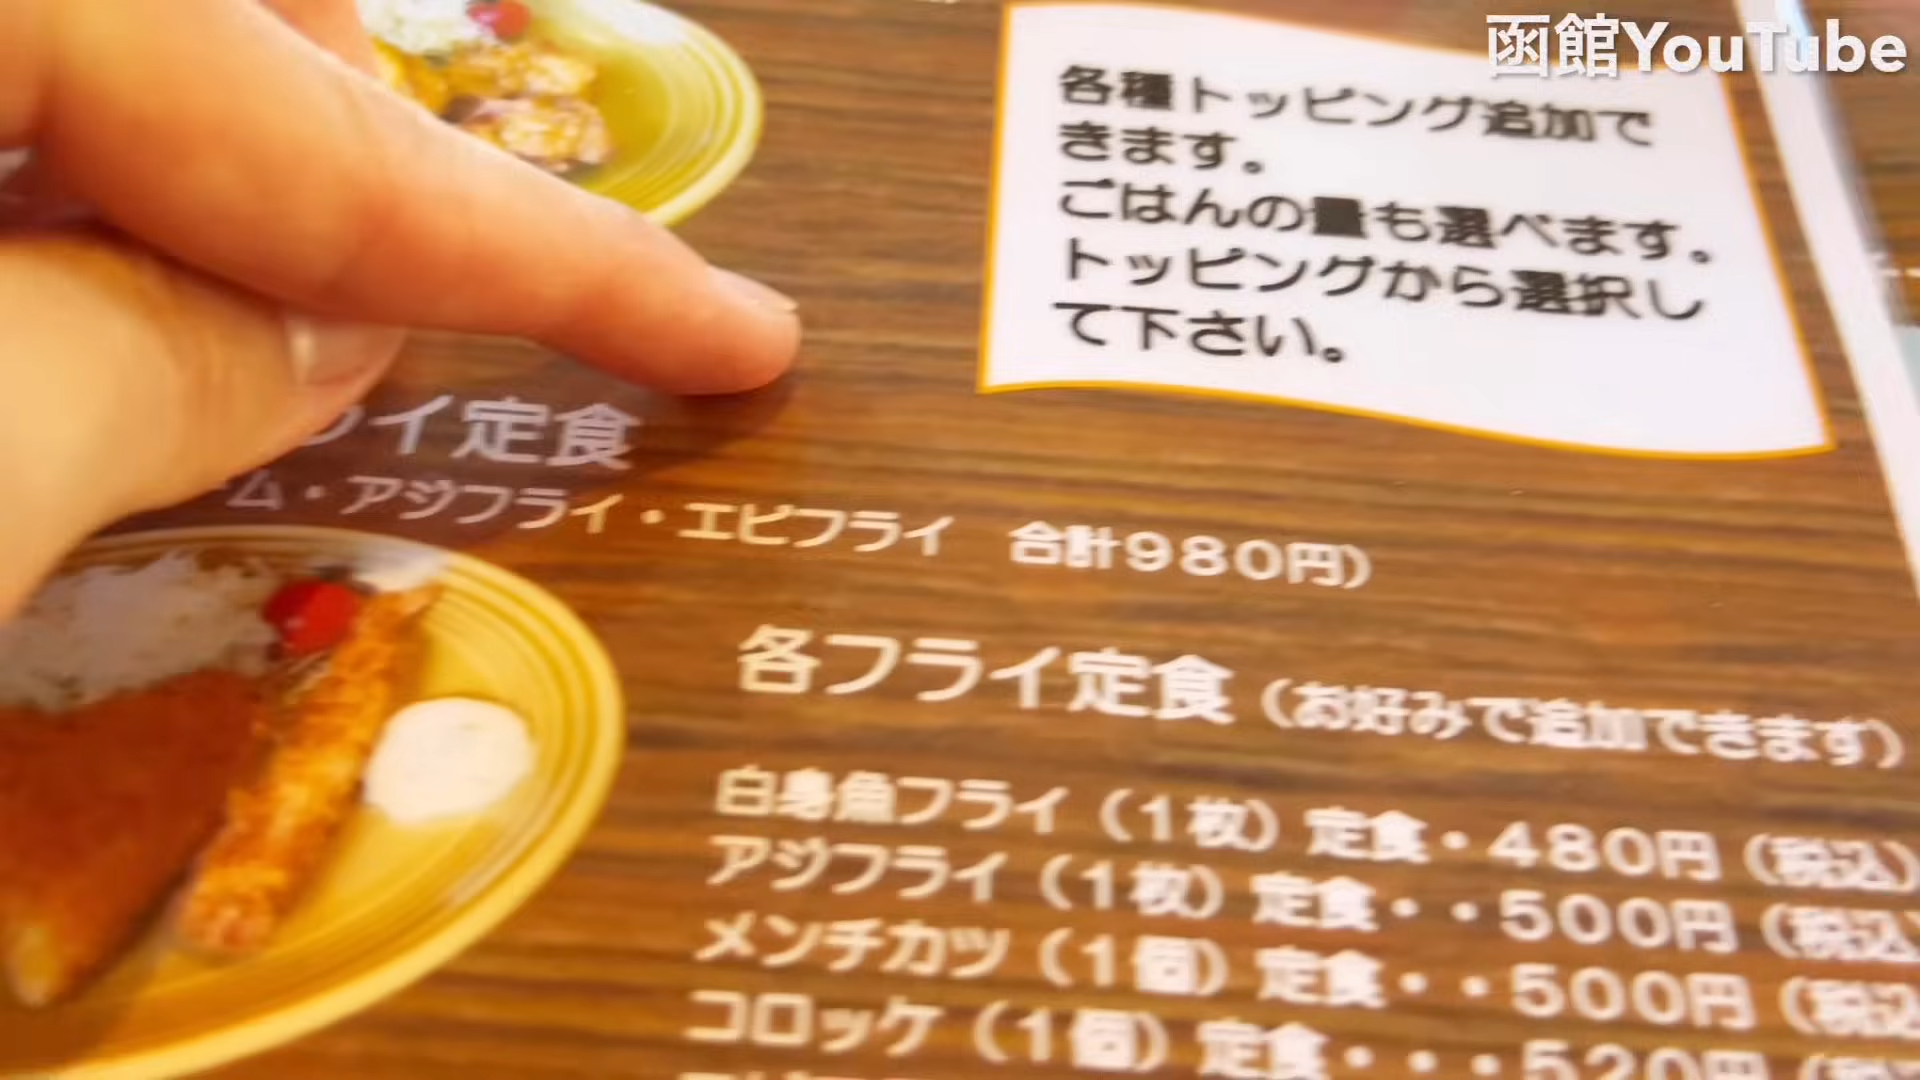 函館YouTube
各種トッピング追加で
きます。
ごはんの量も選べます。
トッピングから選択し
て下さい。
イ定食
ム・アジフライ・エビフライ 合計980円)
各フライ定食(お好みで追加できます)
白身魚フライ(1枚)定食・480円(税込)
アジフライ(1枚)定食・・500円(税込)
メンチカツ(1個)定食・・500円(税込
コロッケ(1個)定食・・・520円